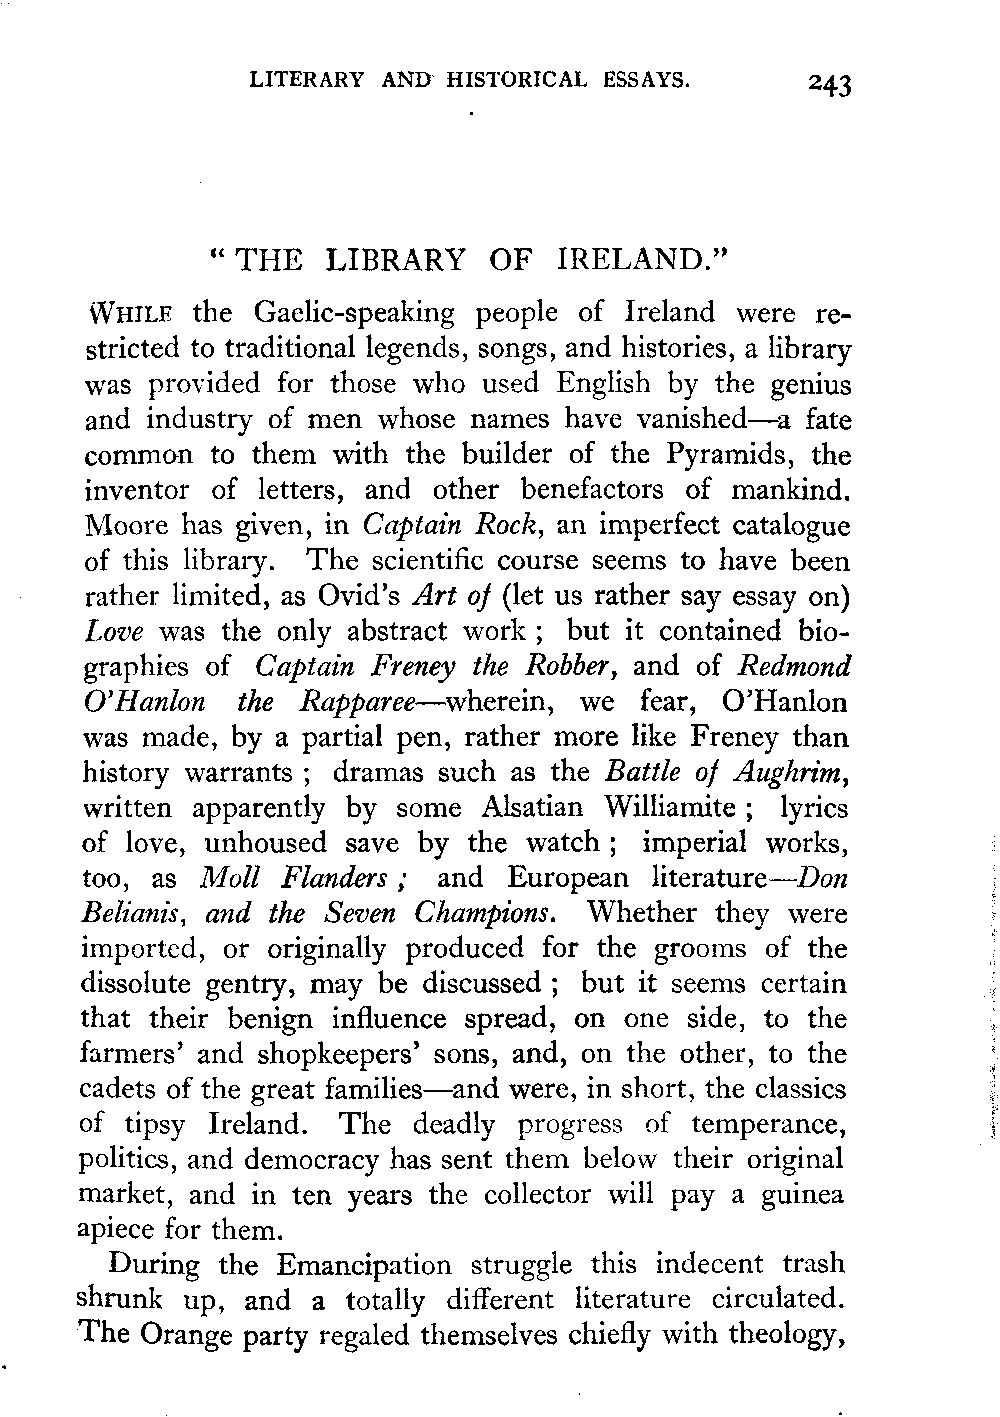 LITERARY AND HISTORICAL ESSAYS. 243
“ THE LIBRARY OF IRELAND.”
WHILE the Gaelic-speaking people of Ireland were re-
stricted to traditional legends, songs, and histories, a library
was provided for those who used English by the genius
and industry of men whose names have vanished—a fate
common to them with the builder of the Pyramids, the
inventor of letters, and other benefactors of mankind.
Moore has given, in Captain Rock, an imperfect catalogue
of this library. The scientific course seems to have been
rather limited, as Ovid’s Art of (let us rather say essay on)
Love was the only abstract work ; but it contained bio-
graphies of Captain Freney the Robber, and of Redmond
O’Hanlon the Rapparee—wherein, we fear, O’Hanlon
was made, by a partial pen, rather more like Freney than
history warrants ; dramas such as the Battle of Aughrim,
written apparently by some Alsatian Williamite ; lyrics
of love, unhoused save by the watch ; imperial works,
too, as Moll Flanders ; and European literature—Don
Belianis, and the Seven Champions. Whether they were
imported, or originally produced for the grooms of the
dissolute gentry, may be discussed ; but it seems certain
that their benign influence spread, on one side, to the
farmers’ and shopkeepers’ sons, and, on the other, to the
cadets of the great families—and were, in short, the classics
of tipsy Ireland. The deadly progress of temperance,
politics, and democracy has sent them below their original
market, and in ten years the collector will pay a guinea
apiece for them.
During the Emancipation struggle this indecent trash
shrunk up, and a totally different literature circulated.
The Orange party regaled themselves chiefly with theology,